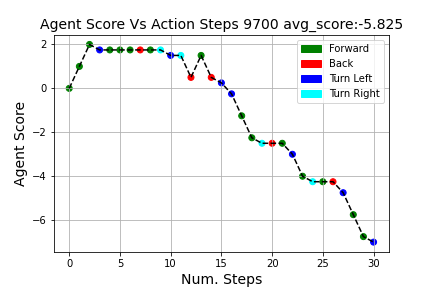 Agent Score Vs Action Steps 9700 avg_score:-5.825
Agent Score
2
0
−2
−4
−6
Forward
Back
Turn Left
Turn Right
0 5 10 15 20 25 30
Num. Steps